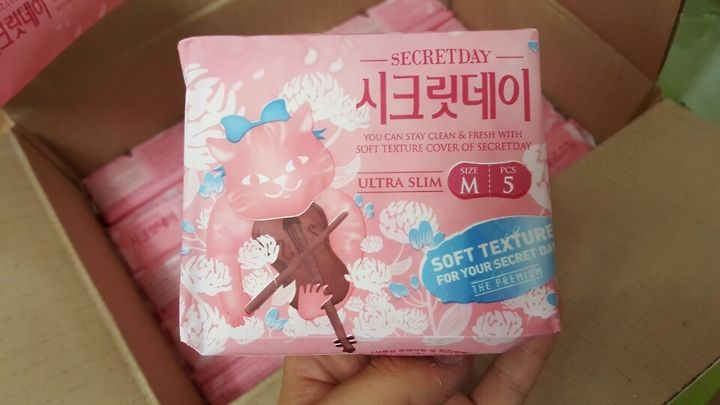 SECRETDAY
시크릿데이
YOU CAN STAY CLEAN & FRESH WITH
SOFT TEXTURE COVER OF SECRETDAY
ULTRA SLIM
SIZE
M
PCS
5
SOFT TEXTURE
FOR YOUR SECRET DAY
THE PREMIUM